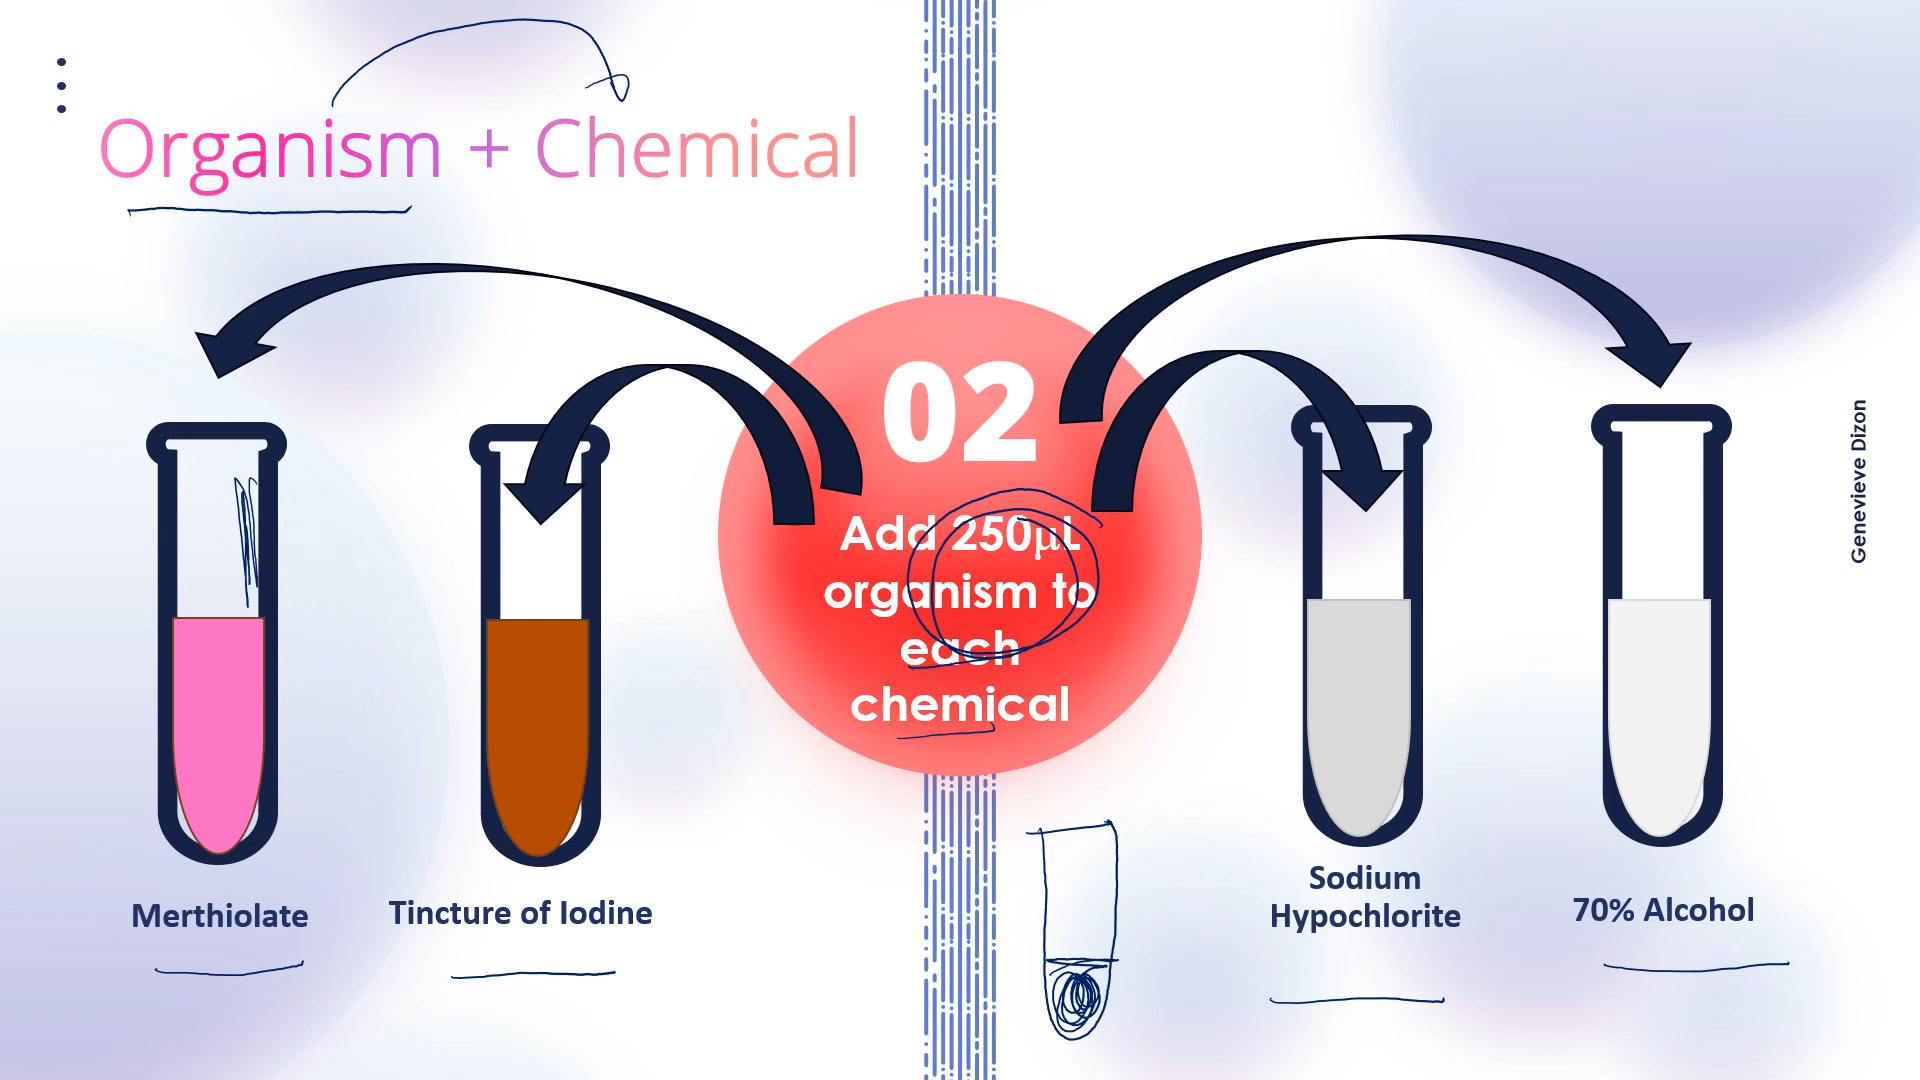 Organism + Chemical
02
Add 250µL
organism to
each
chemical
Merthiolate
Tincture of Iodine
Sodium
Hypochlorite
70% Alcohol
Genevieve Dizon